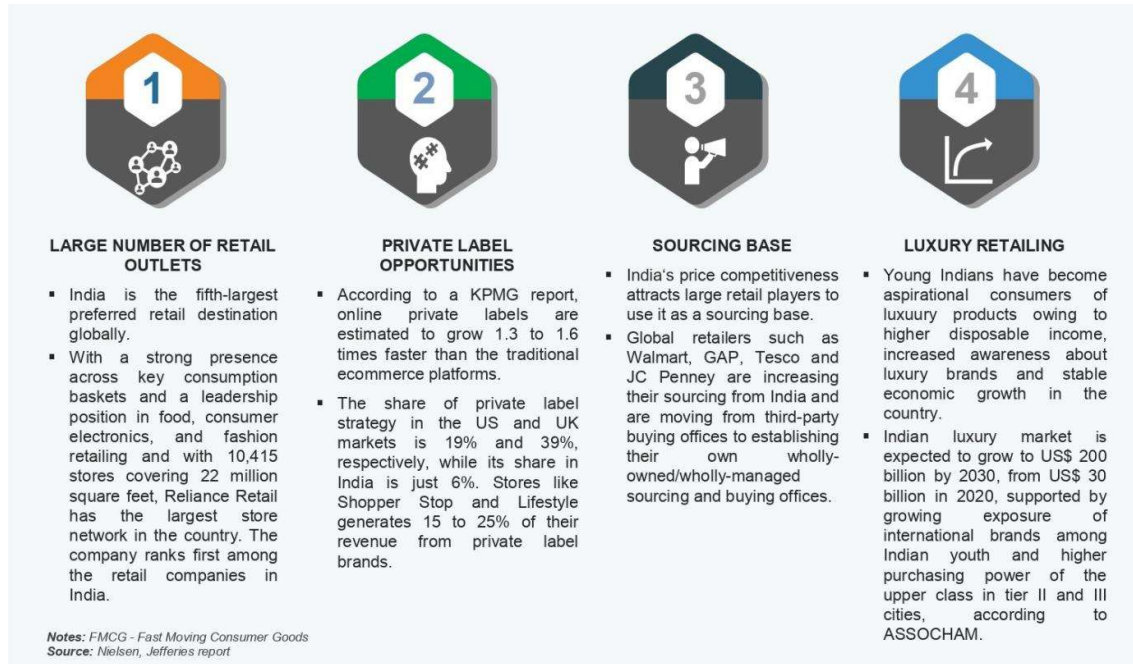 1
LARGE NUMBER OF RETAIL
OUTLETS
▪ India is the fifth-largest
preferred retail destination
globally.
▪ With a strong presence
across key consumption
baskets and a leadership
position in food, consumer
electronics, and fashion
retailing and with 10,415
stores covering 22 million
square feet, Reliance Retail
has the largest store
network in the country. The
company ranks first among
the retail companies in
India.
2
PRIVATE LABEL
OPPORTUNITIES
▪ According to a KPMG report,
online private labels are
estimated to grow 1.3 to 1.6
times faster than the traditional
ecommerce platforms.
▪ The share of private label
strategy in the US and UK
markets is 19% and 39%,
respectively, while its share in
India is just 6%. Stores like
Shopper Stop and Lifestyle
generates 15 to 25% of their
revenue from private label
brands.
3
SOURCING BASE
▪ India‘s price competitiveness
attracts large retail players to
use it as a sourcing base.
▪ Global retailers such as
Walmart, GAP, Tesco and
JC Penney are increasing
their sourcing from India and
are moving from third-party
buying offices to establishing
their own wholly-
owned/wholly-managed
sourcing and buying offices.
4
LUXURY RETAILING
▪ Young Indians have become
aspirational consumers of
luxuury products owing to
higher disposable income,
increased awareness about
luxury brands and stable
economic growth in the
country.
▪ Indian luxury market is
expected to grow to US$ 200
billion by 2030, from US$ 30
billion in 2020, supported by
growing exposure of
international brands among
Indian youth and higher
purchasing power of the
upper class in tier II and III
cities, according to
ASSOCHAM.
Notes: FMCG - Fast Moving Consumer Goods
Source: Nielsen, Jefferies report